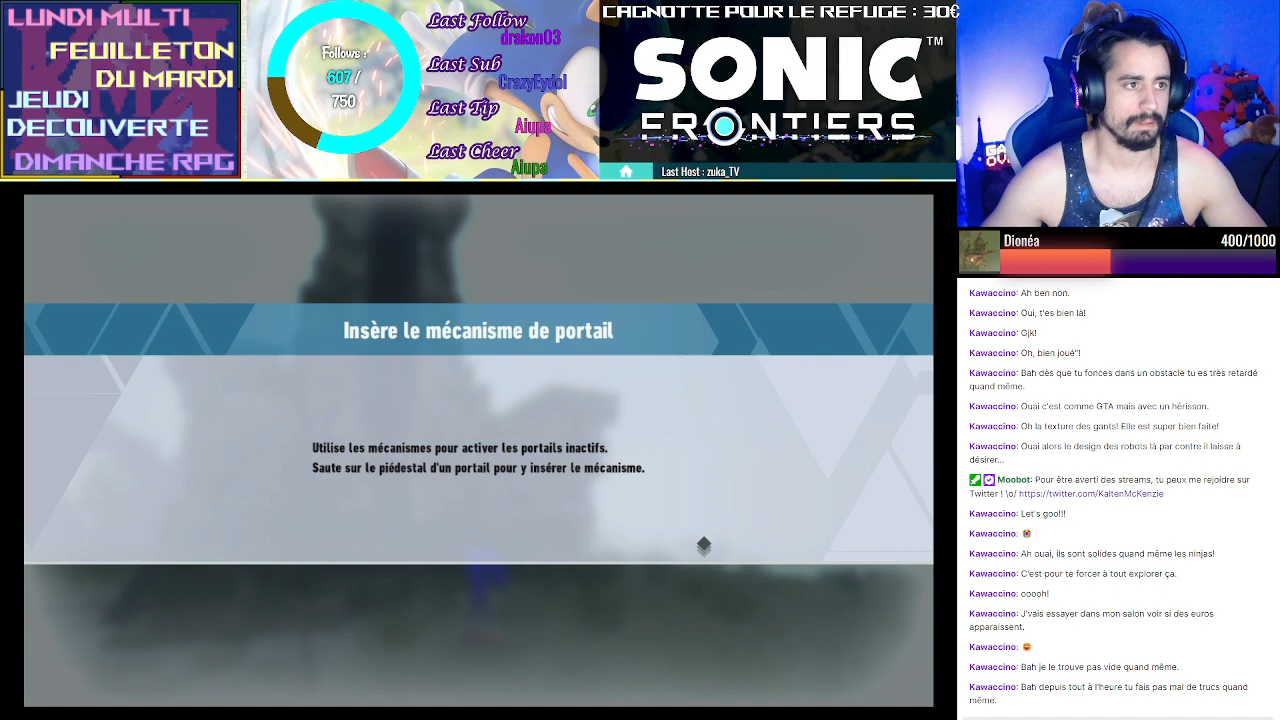 LUNDI MULTI
FEUILLETON
DU MARDI
JEUDI
DECOUVERTE
DIMANCHE RPG
Follows :
607 /
750
Last Follow
drakon03
Last Sub
CrazyEydol
Last Tip
Aiupa
Last Cheer
Aiupa
CAGNOTTE POUR LE REFUGE : 30€
SONIC™
FRONTIERS
Last Host : zuka_TV
GA
OV.
Dionéa 400/1000
Insère le mécanisme de portail
Utilise les mécanismes pour activer les portails inactifs.
Saute sur le piédestal d'un portail pour y insérer le mécanisme.
Kawaccino: Ah ben non.
Kawaccino: Oui, t'es bien là!
Kawaccino: Gjk!
Kawaccino: Oh, bien joué"!
Kawaccino: Bah dès que tu fonces dans un obstacle tu es très retardé
quand même.
Kawaccino: Ouai c'est comme GTA mais avec un hérisson.
Kawaccino: Oh la texture des gants! Elle est super bien faite!
Kawaccino: Ouai alors le design des robots là par contre il laisse à
désirer...
Moobot: Pour être averti des streams, tu peux me rejoidre sur
Twitter ! \o/ https://twitter.com/KaltenMcKenzie
Kawaccino: Let's goo!!!
Kawaccino:
Kawaccino: Ah ouai, ils sont solides quand même les ninjas!
Kawaccino: C'est pour te forcer à tout explorer ça.
Kawaccino: ooooh!
Kawaccino: J'vais essayer dans mon salon voir si des euros
apparaissent.
Kawaccino: 😄
Kawaccino: Bah je le trouve pas vide quand même.
Kawaccino: Bah depuis tout à l'heure tu fais pas mal de trucs quand
même.